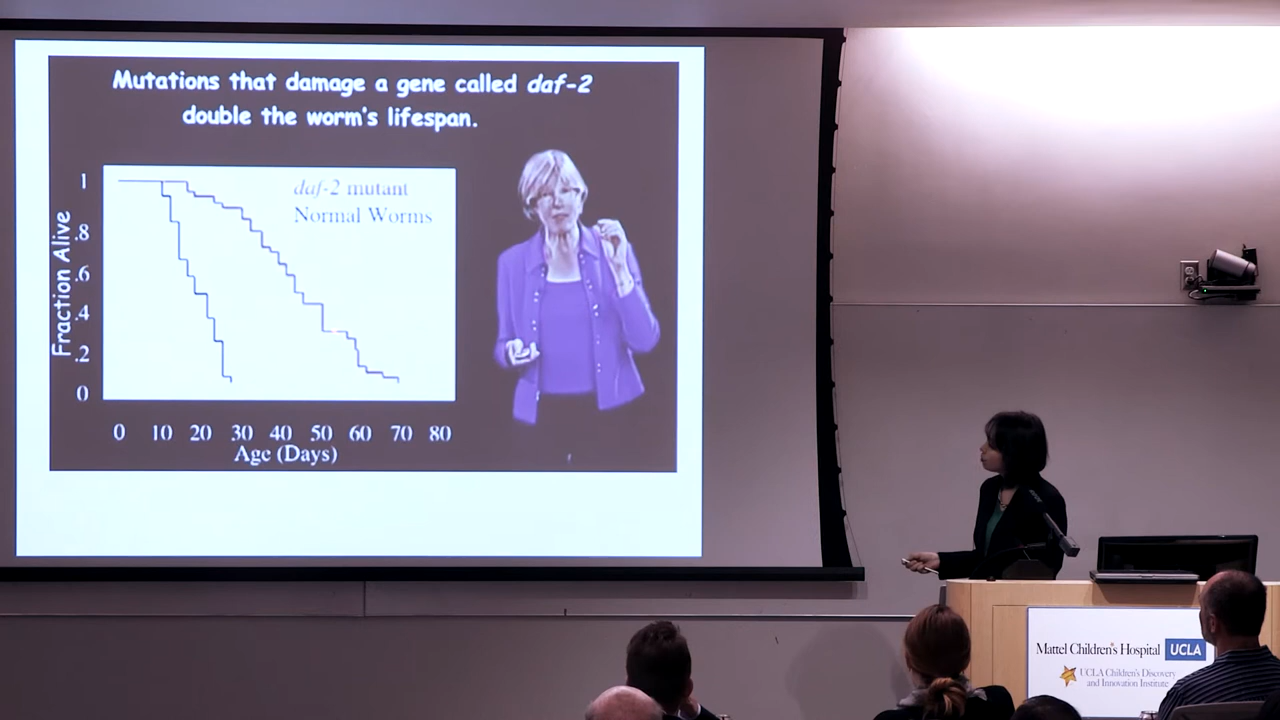 Mutations that damage a gene called daf-2
double the worm's lifespan.
daf-2 mutant
Normal Worms
Fraction Alive
1
.8
.6
.4
.2
0
0 10 20 30 40 50 60 70 80
Age (Days)
Mattel Children's Hospital UCLA
UCLA Children's Discovery
and Innovation Institute